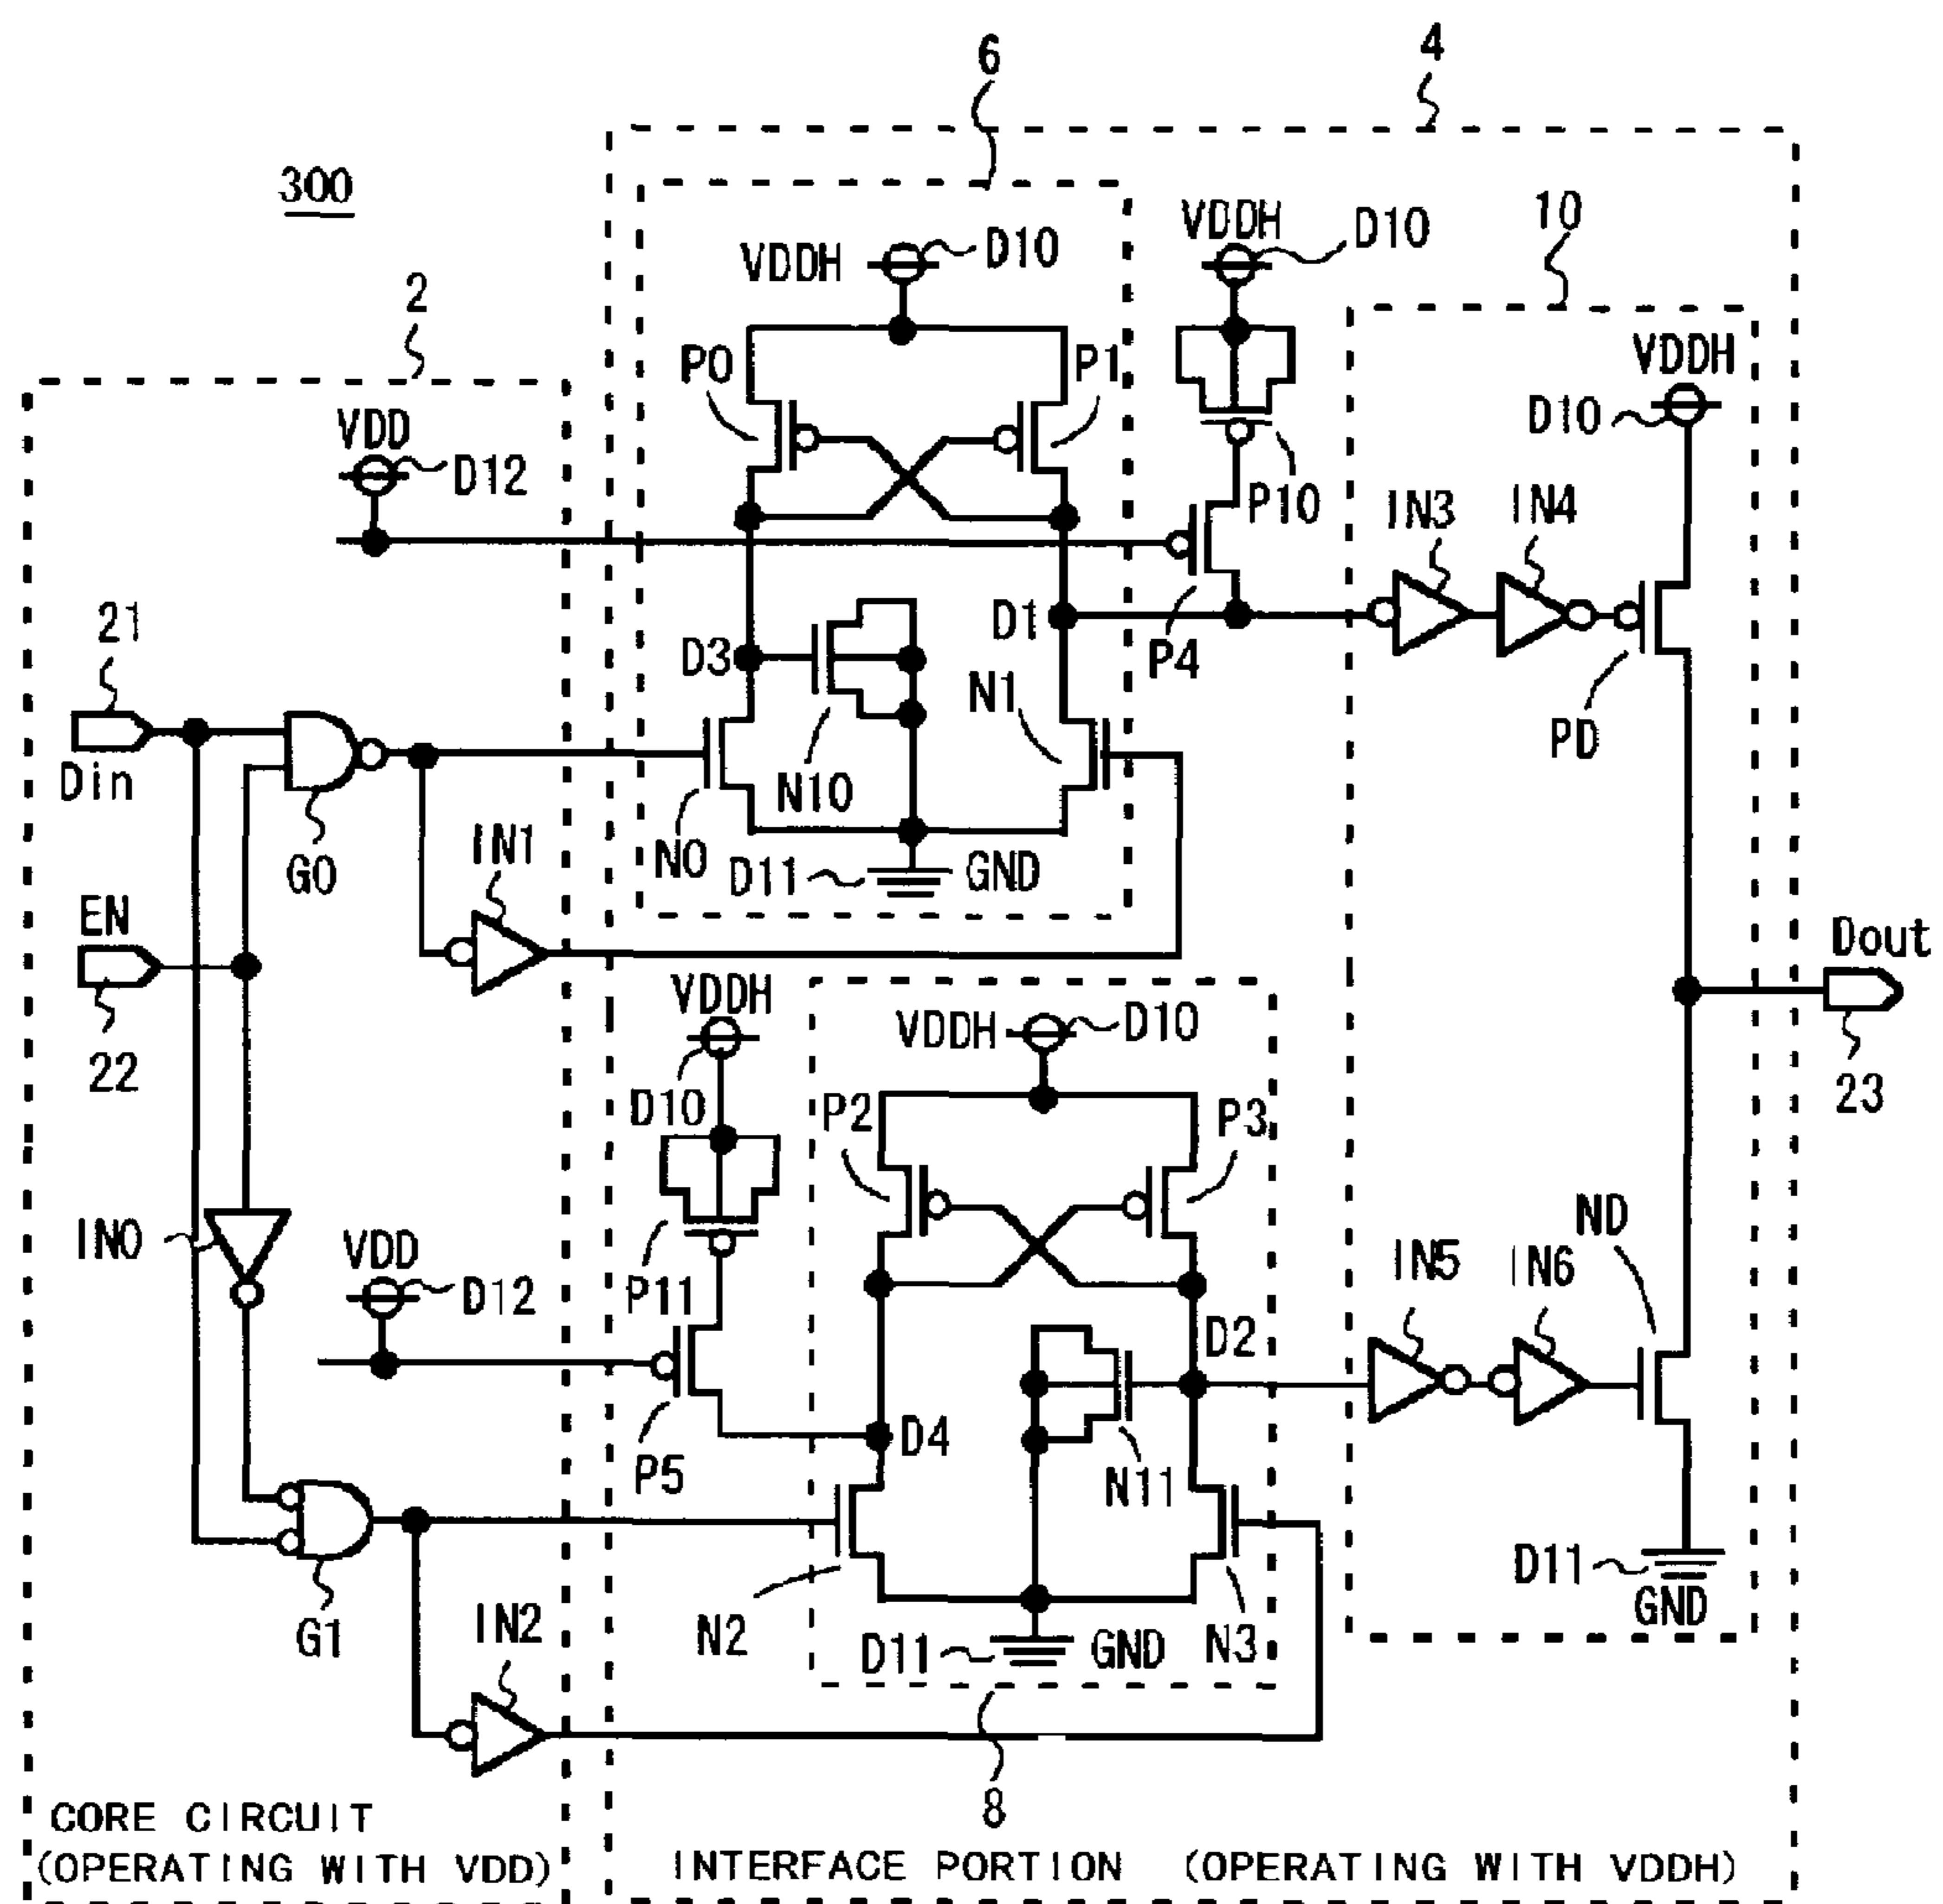 6
4
300
10
VDDH
D10
VDDH
D10
2
P0
P1
VDDH
D10
VDD
D12
P10
IN3
IN4
21
D3
D1
P4
N1
PD
Din
N10
G0
IN1
N0
D11
GND
EN
Dout
VDDH
22
VDDH
D10
23
D10
P2
P3
IN0
VDD
ND
D12
P11
IN5
IN6
D2
D4
P5
N11
G1
IN2
N2
D11
GND
N3
D11
GND
8
CORE CIRCUIT
(OPERATING WITH VDD)
INTERFACE PORTION (OPERATING WITH VDDH)